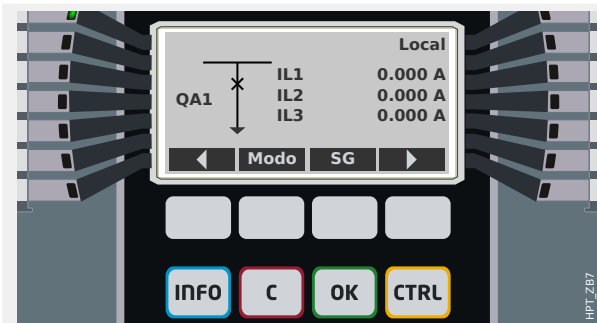 Local
IL1 0.000 A
QA1 IL2 0.000 A
IL3 0.000 A
Modo SG
INFO C OK CTRL
HPT_ZB7